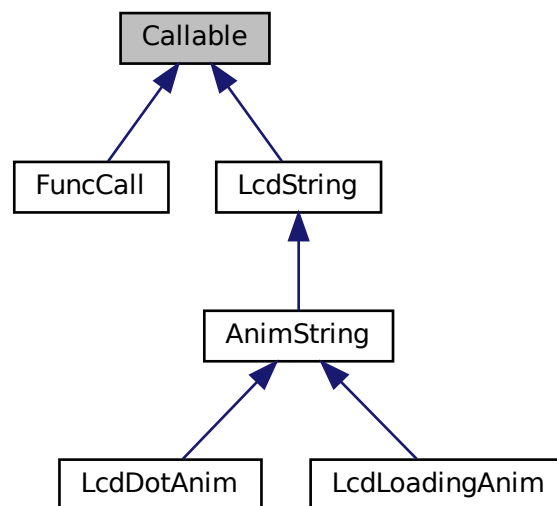 Callable
FuncCall
LcdString
AnimString
LcdDotAnim
LcdLoadingAnim